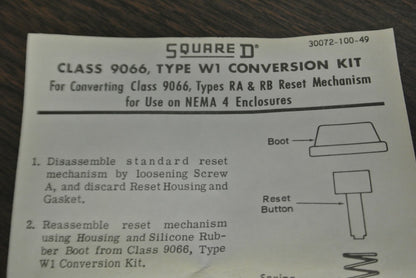 SQUARE D®
30072-100-49
CLASS 9066, TYPE W1 CONVERSION KIT
For Converting Class 9066, Types RA & RB Reset Mechanism
for Use on NEMA 4 Enclosures
1. Disassemble standard reset
mechanism by loosening Screw
A, and discard Reset Housing and
Gasket.
2. Reassemble reset mechanism
using Housing and Silicone Rub-
ber Boot from Class 9066, Type
W1 Conversion Kit.
Boot
Reset
Button